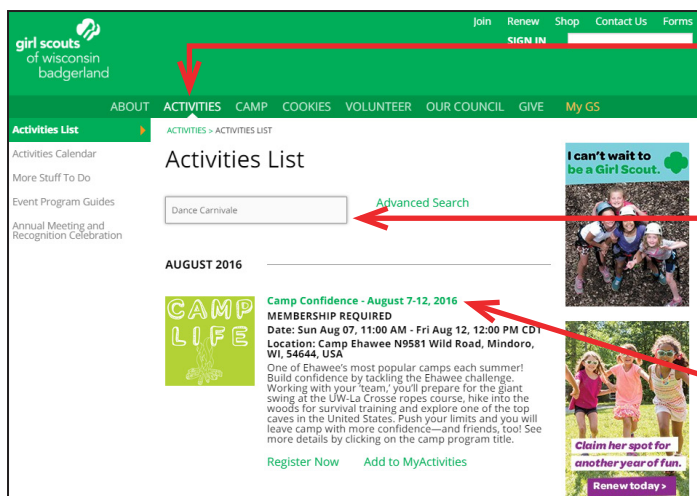 Join Renew Shop Contact Us Forms
SIGN IN
girl scouts
of wisconsin
badgerland
ABOUT ACTIVITIES CAMP COOKIES VOLUNTEER OUR COUNCIL GIVE My GS
Activities List
Activities Calendar
More Stuff To Do
Event Program Guides
Annual Meeting and
Recognition Celebration
ACTIVITIES > ACTIVITIES LIST
Activities List
Dance Carnivale
Advanced Search
AUGUST 2016
CAMP
LIFE
Camp Confidence - August 7-12, 2016
MEMBERSHIP REQUIRED
Date: Sun Aug 07, 11:00 AM - Fri Aug 12, 12:00 PM CDT
Location: Camp Ehawee N9581 Wild Road, Mindoro,
WI, 54644, USA
One of Ehawee's most popular camps each summer!
Build confidence by tackling the Ehawee challenge.
Working with your 'team,' you'll prepare for the giant
swing at the UW-La Crosse ropes course, hike into the
woods for survival training and explore one of the top
caves in the United States. Push your limits and you will
leave camp with more confidence—and friends, too! See
more details by clicking on the camp program title.
Register Now Add to MyActivities
I can't wait to
be a Girl Scout.
Claim her spot for
another year of fun.
Renew today >